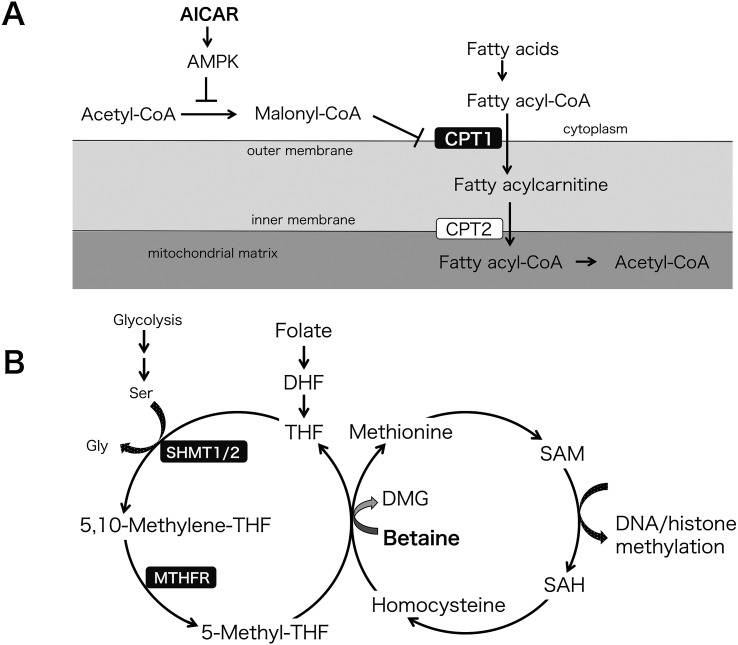 A
AICAR
AMPK
Fatty acids
Acetyl-CoA
Malonyl-CoA
Fatty acyl-CoA
CPT1
cytoplasm
outer membrane
Fatty acylcarnitine
inner membrane
CPT2
mitochondrial matrix
Fatty acyl-CoA
Acetyl-CoA
B
Glycolysis
Folate
Ser
DHF
Gly
SHMT1/2
THF
Methionine
SAM
DMG
5,10-Methylene-THF
Betaine
DNA/histone
methylation
MTHFR
SAH
Homocysteine
5-Methyl-THF